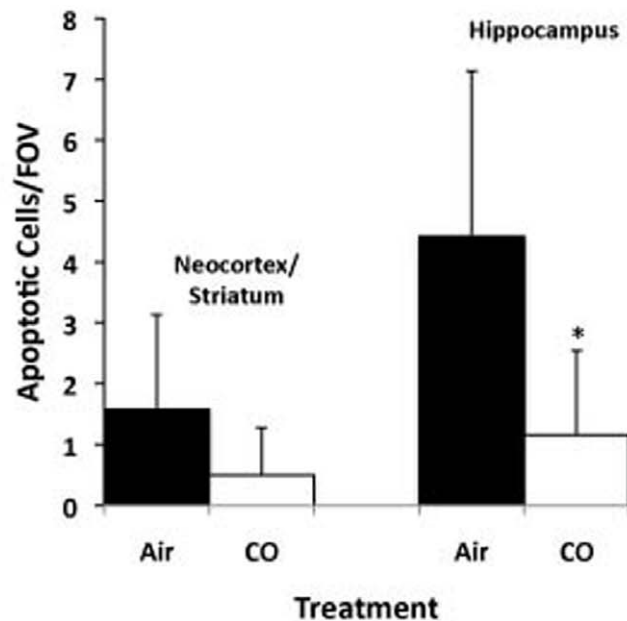 8
Hippocampus
7
6
5
4
3
2
1
0
Apoptotic Cells/FOV
Neocortex/
Striatum
*
Air CO Air CO
Treatment